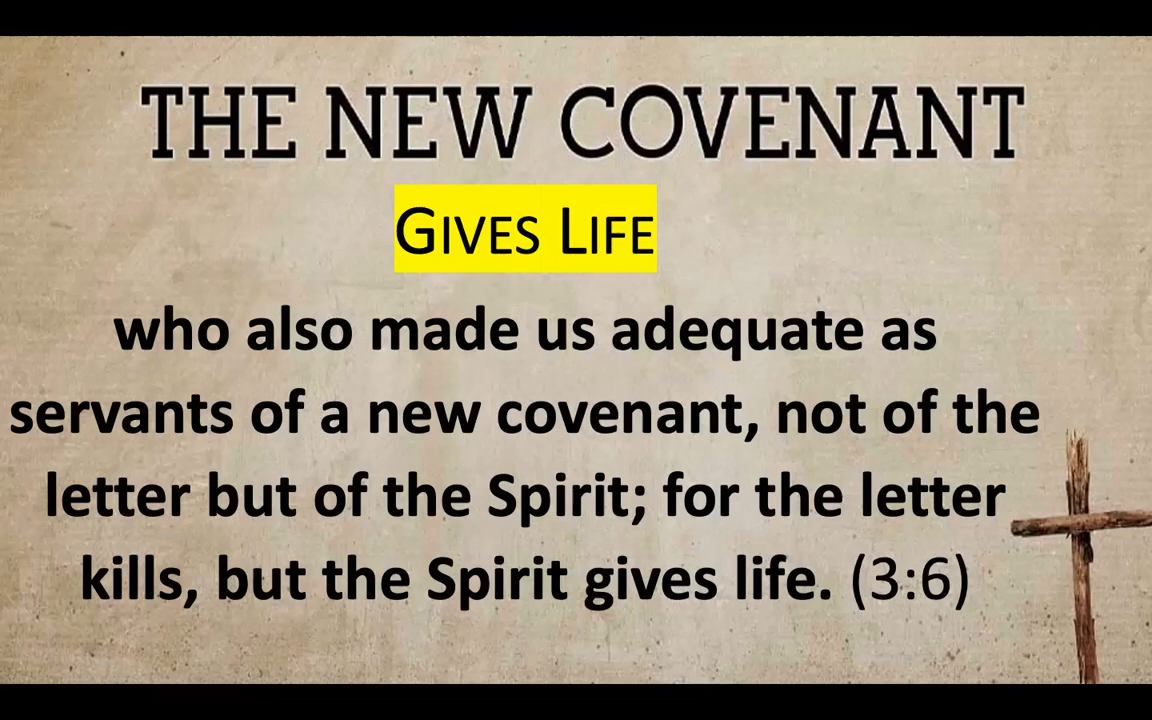 THE NEW COVENANT
GIVES LIFE
who also made us adequate as
servants of a new covenant, not of the
letter but of the Spirit; for the letter
kills, but the Spirit gives life. (3:6)